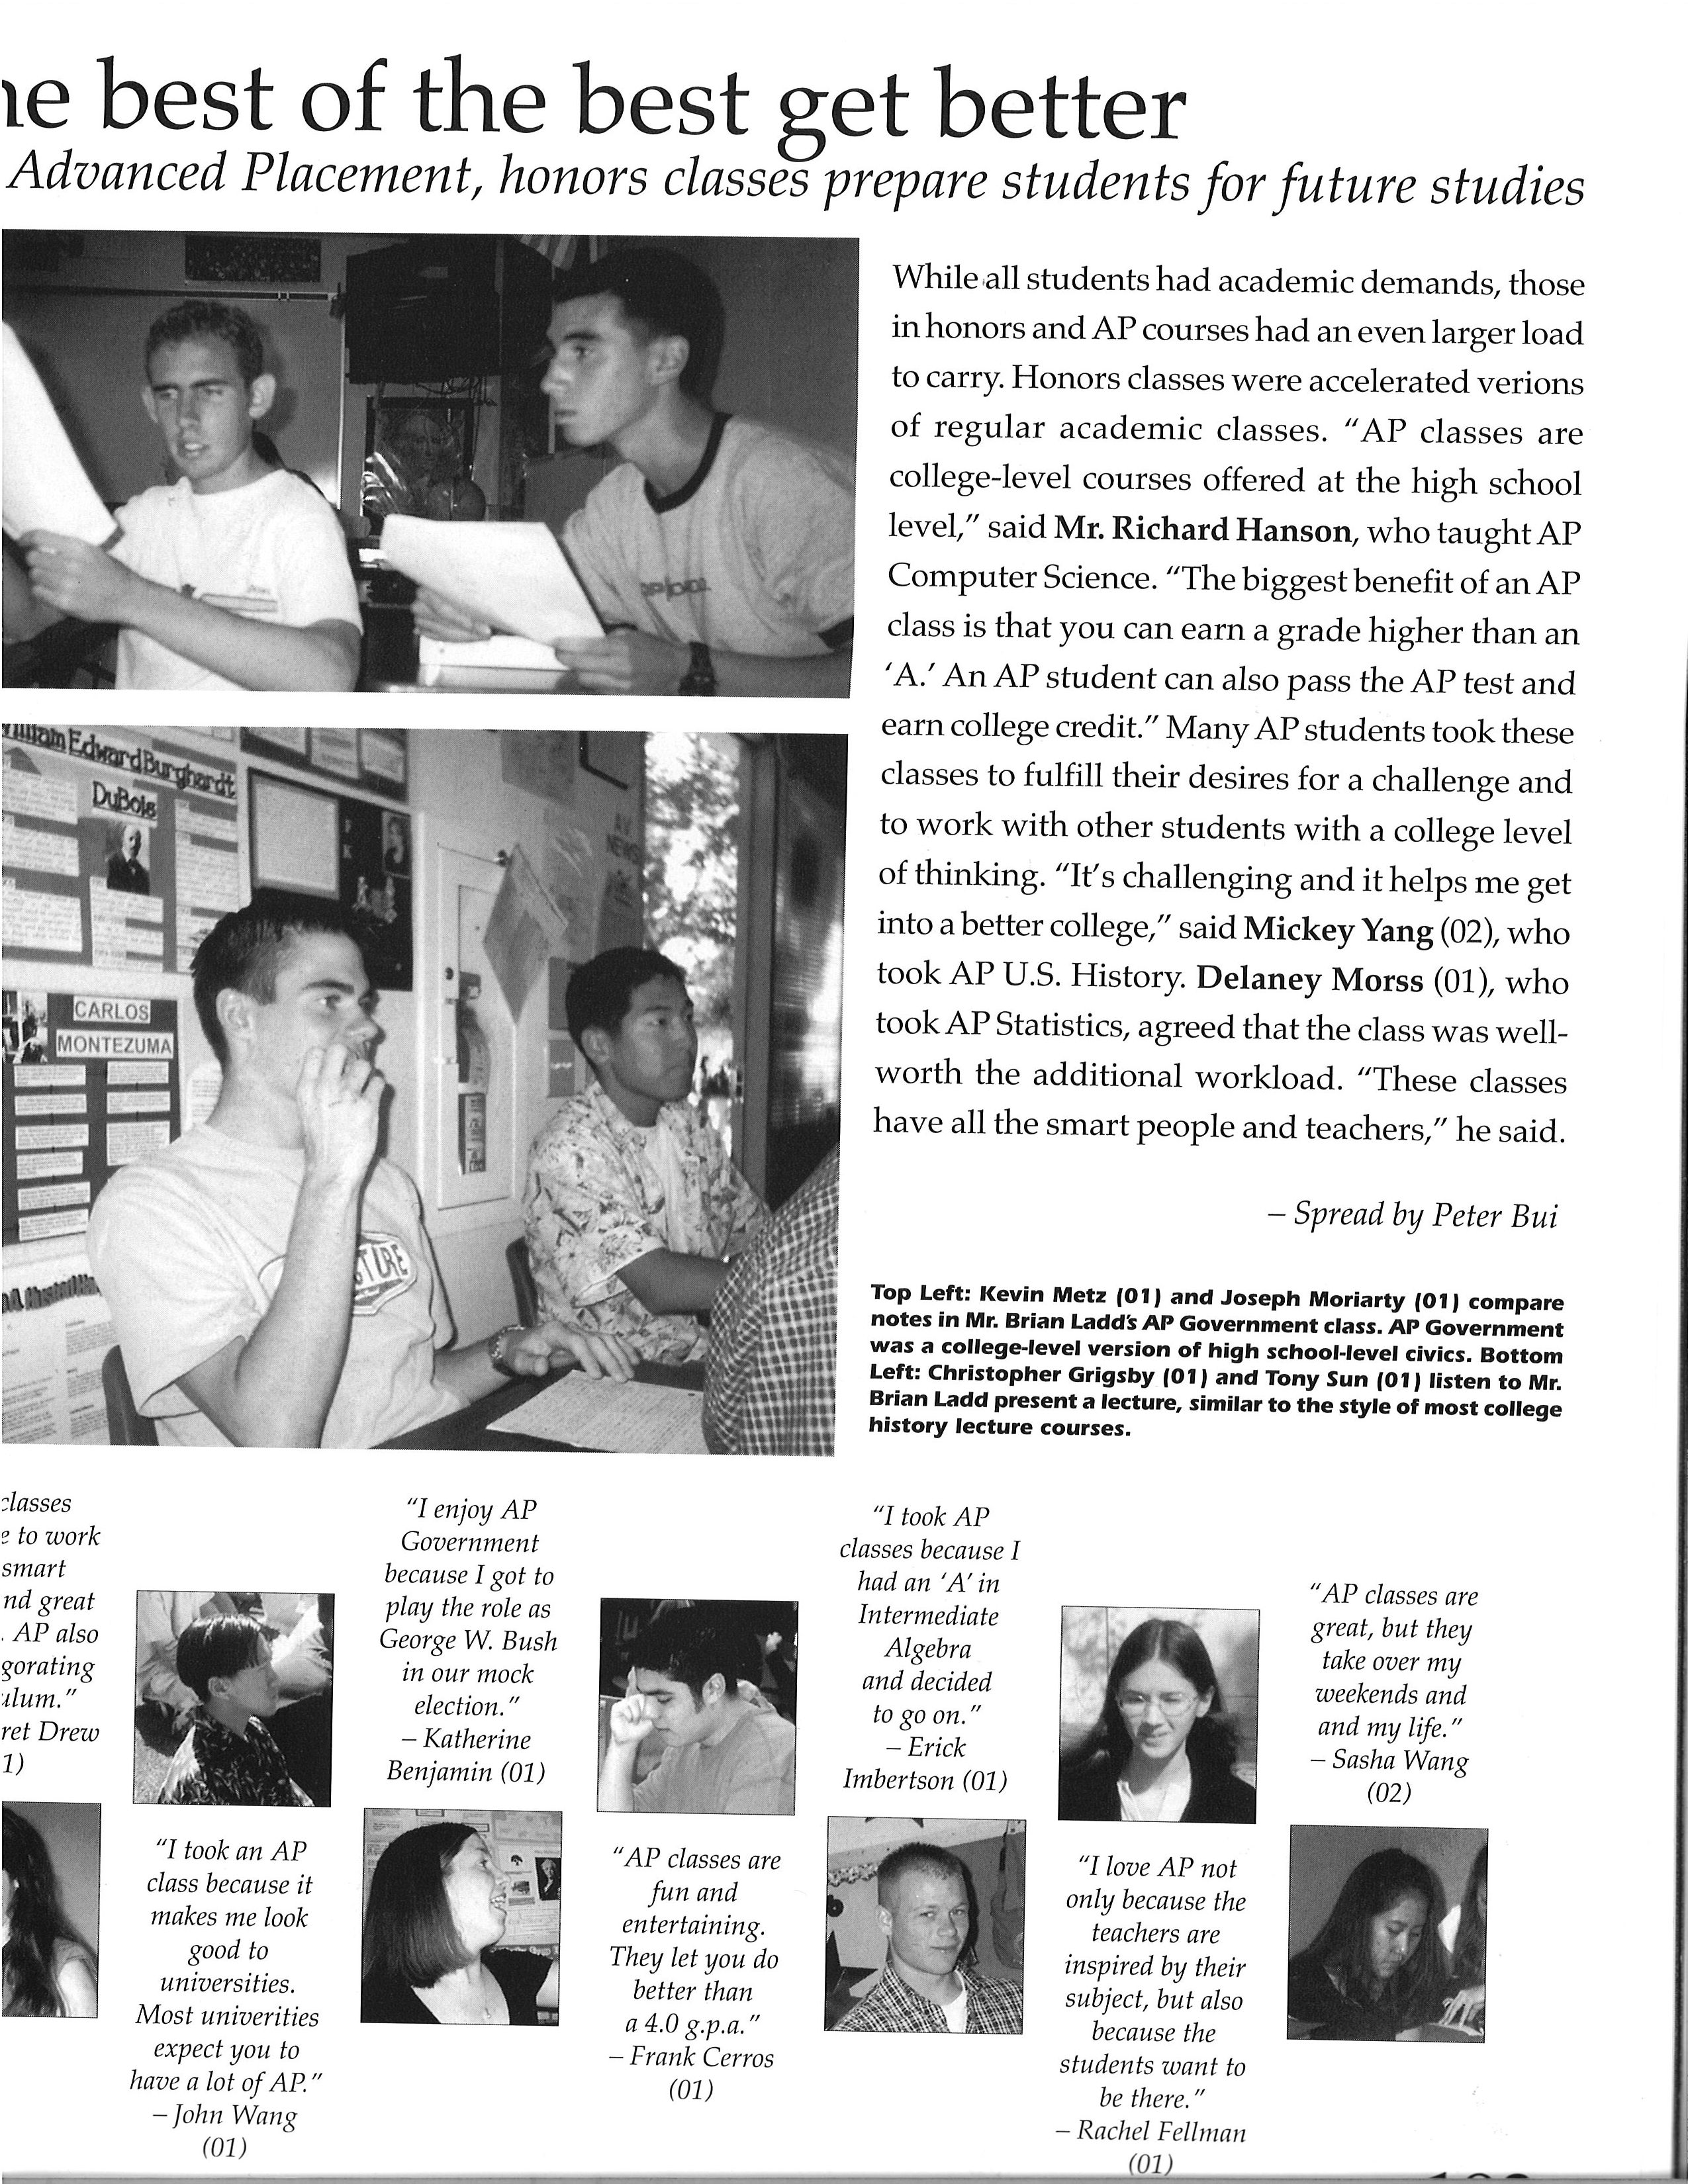 he best of the best get better
Advanced Placement, honors classes prepare students for future studies
While all students had academic demands, those
in honors and AP courses had an even larger load
to carry. Honors classes were accelerated verions
of regular academic classes. “AP classes are
college-level courses offered at the high school
level,” said Mr. Richard Hanson, who taught AP
Computer Science. “The biggest benefit of an AP
class is that you can earn a grade higher than an
‘A.’ An AP student can also pass the AP test and
earn college credit.” Many AP students took these
classes to fulfill their desires for a challenge and
to work with other students with a college level
of thinking. “It’s challenging and it helps me get
into a better college,” said Mickey Yang (02), who
took AP U.S. History. Delaney Morss (01), who
took AP Statistics, agreed that the class was well-
worth the additional workload. “These classes
have all the smart people and teachers,” he said.
– Spread by Peter Bui
William Edward Burghardt
DuBois
CARLOS
MONTEZUMA
Top Left: Kevin Metz (01) and Joseph Moriarty (01) compare
notes in Mr. Brian Ladd’s AP Government class. AP Government
was a college-level version of high school-level civics. Bottom
Left: Christopher Grigsby (01) and Tony Sun (01) listen to Mr.
Brian Ladd present a lecture, similar to the style of most college
history lecture courses.
classes
e to work
smart
nd great
. AP also
gorating
ulum.”
ret Drew
1)
“I took an AP
class because it
makes me look
good to
universities.
Most univerities
expect you to
have a lot of AP.”
– John Wang
(01)
“I enjoy AP
Government
because I got to
play the role as
George W. Bush
in our mock
election.”
– Katherine
Benjamin (01)
“AP classes are
fun and
entertaining.
They let you do
better than
a 4.0 g.p.a.”
– Frank Cerros
(01)
“I took AP
classes because I
had an ‘A’ in
Intermediate
Algebra
and decided
to go on.”
– Erick
Imbertson (01)
“I love AP not
only because the
teachers are
inspired by their
subject, but also
because the
students want to
be there.”
– Rachel Fellman
(01)
“AP classes are
great, but they
take over my
weekends and
and my life.”
– Sasha Wang
(02)